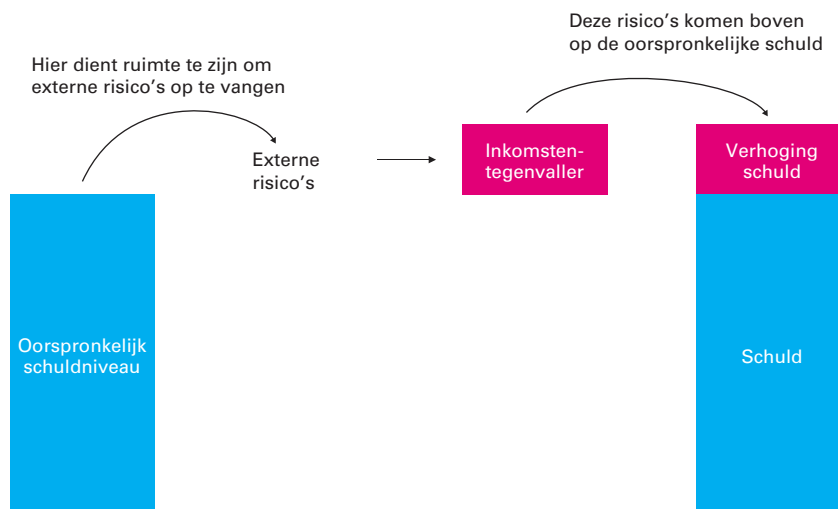 Hier dient ruimte te zijn om
externe risico's op te vangen
Externe
risico's
Deze risico's komen boven
op de oorspronkelijke schuld
Inkomsten-
tegenvaller
Verhoging
schuld
Oorspronkelijk
schuldniveau
Schuld